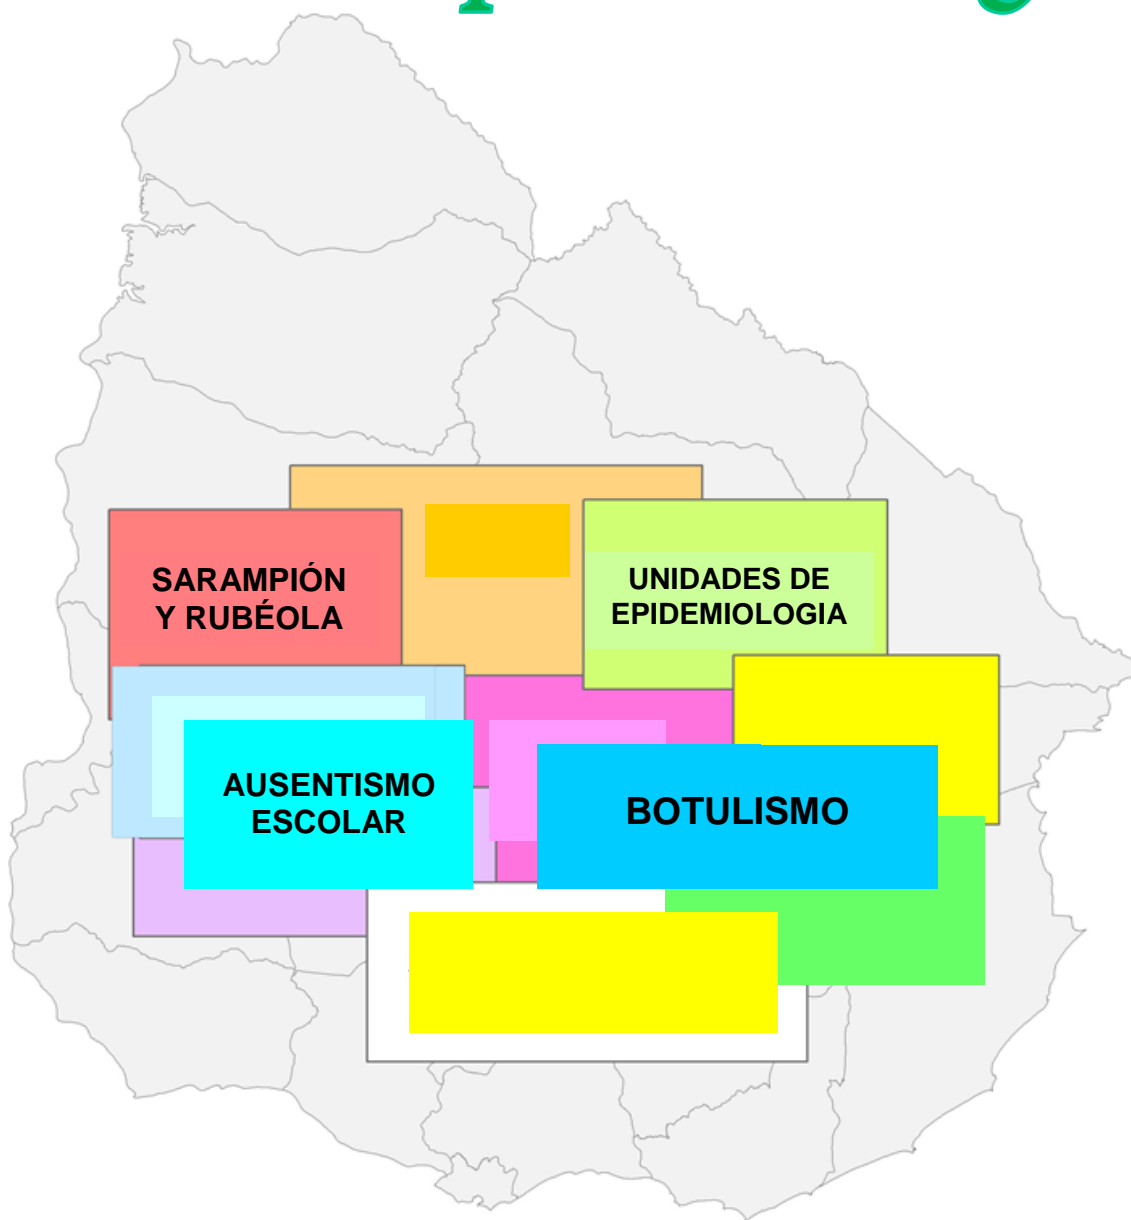 SARAMPIÓN
Y RUBÉOLA
UNIDADES DE
EPIDEMIOLOGIA
AUSENTISMO
ESCOLAR
BOTULISMO